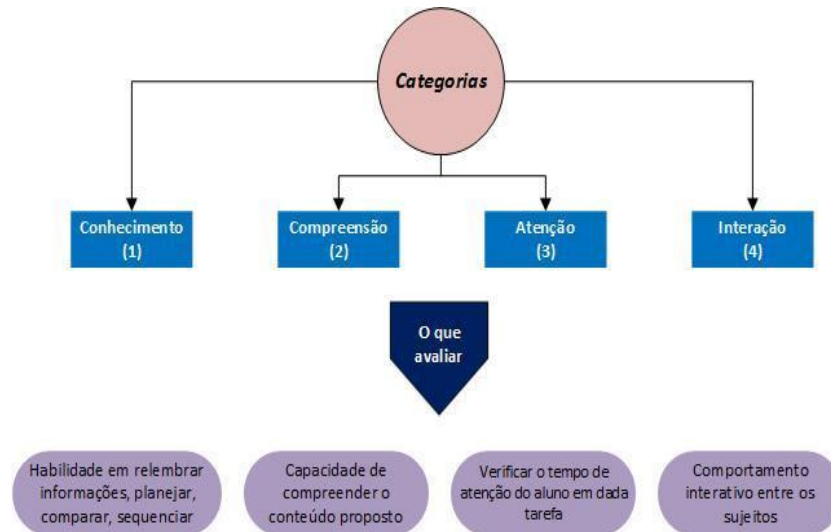 Categorias
Conhecimento
(1)
Compreensão
(2)
Atenção
(3)
Interação
(4)
O que
avaliar
Habilidade em relembrar
informações, planejar,
comparar, sequenciar
Capacidade de
compreender o
conteúdo proposto
Verificar o tempo de
atenção do aluno em dada
tarefa
Comportamento
interativo entre os
sujeitos